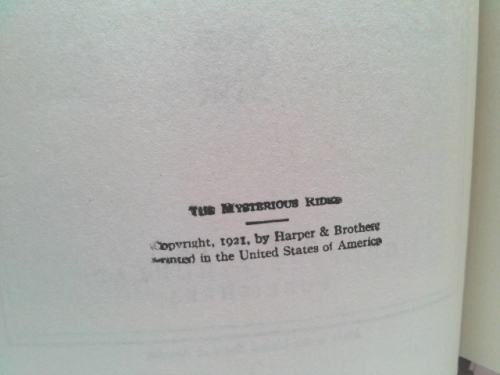 THE MYSTERIOUS RIDER
Copyright, 1921, by Harper & Brothers
Printed in the United States of America